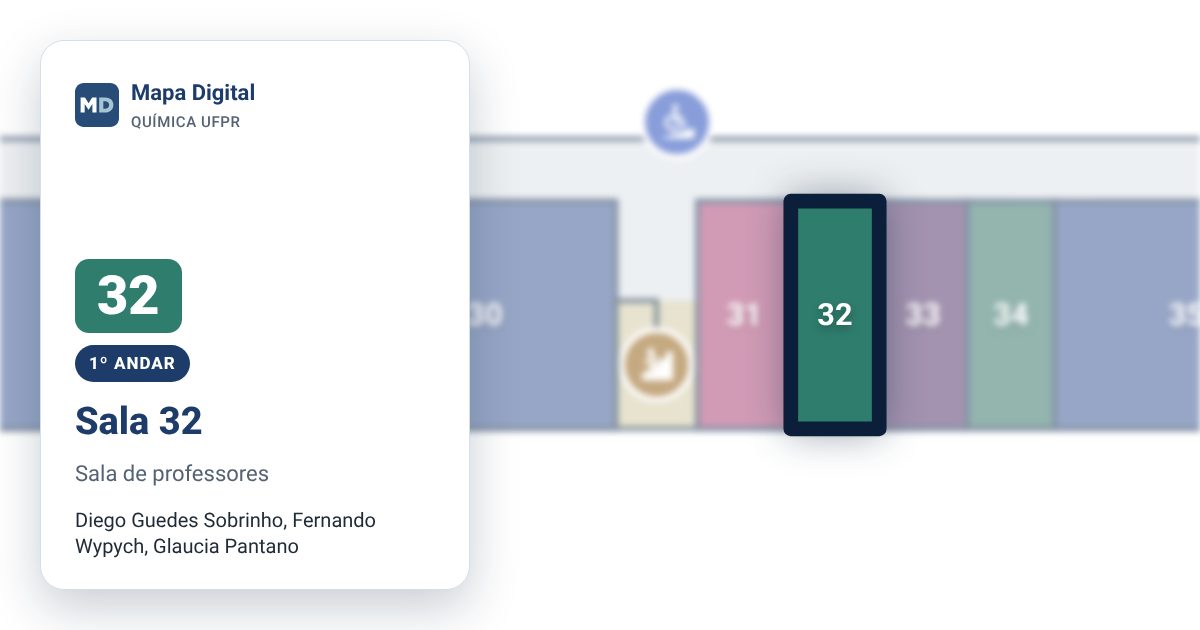 MD
Mapa Digital
QUÍMICA UFPR
32
1º ANDAR
Sala 32
Sala de professores
Diego Guedes Sobrinho, Fernando
Wypych, Glaucia Pantano
30
31
32
33
34
35